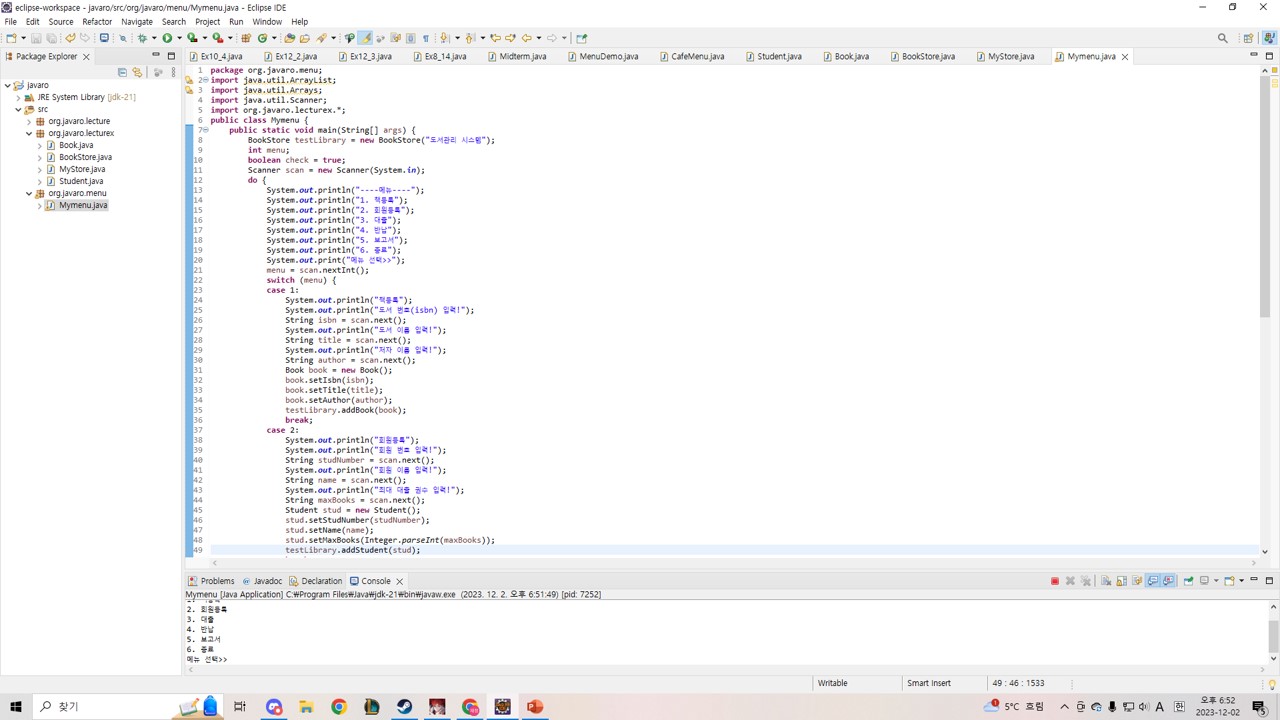 eclipse-workspace - javaro/src/org/javaro/menu/Mymenu.java - Eclipse IDE
File Edit Source Refactor Navigate Search Project Run Window Help
Package Explorer
Ex10_4.java Ex12_2.java Ex12_3.java Ex8_14.java Midterm.java MenuDemo.java CafeMenu.java Student.java Book.java BookStore.java MyStore.java Mymenu.java
javaro
JRE System Library [jdk-21]
src
org.javaro.lecture
org.javaro.lecturex
Book.java
BookStore.java
MyStore.java
Student.java
org.javaro.menu
Mymenu.java
1 package org.javaro.menu;
2 import java.util.ArrayList;
3 import java.util.Arrays;
4 import java.util.Scanner;
5 import org.javaro.lecturex.*;
6 public class Mymenu {
7 public static void main(String[] args) {
8 BookStore testLibrary = new BookStore("도서관리 시스템");
9 int menu;
10 boolean check = true;
11 Scanner scan = new Scanner(System.in);
12 do {
13 System.out.println("----메뉴----");
14 System.out.println("1. 책등록");
15 System.out.println("2. 회원등록");
16 System.out.println("3. 대출");
17 System.out.println("4. 반납");
18 System.out.println("5. 보고서");
19 System.out.println("6. 종료");
20 System.out.print("메뉴 선택>>");
21 menu = scan.nextInt();
22 switch (menu) {
23 case 1:
24 System.out.println("책등록");
25 System.out.println("도서 번호(isbn) 입력!");
26 String isbn = scan.next();
27 System.out.println("도서 이름 입력!");
28 String title = scan.next();
29 System.out.println("저자 이름 입력!");
30 String author = scan.next();
31 Book book = new Book();
32 book.setIsbn(isbn);
33 book.setTitle(title);
34 book.setAuthor(author);
35 testLibrary.addBook(book);
36 break;
37 case 2:
38 System.out.println("회원등록");
39 System.out.println("회원 번호 입력!");
40 String studNumber = scan.next();
41 System.out.println("회원 이름 입력!");
42 String name = scan.next();
43 System.out.println("최대 대출 권수 입력!");
44 String maxBooks = scan.next();
45 Student stud = new Student();
46 stud.setStudNumber(studNumber);
47 stud.setName(name);
48 stud.setMaxBooks(Integer.parseInt(maxBooks));
49 testLibrary.addStudent(stud);
Problems Javadoc Declaration Console
Mymenu [Java Application] C:₩Program Files₩Java₩jdk-21₩bin₩javaw.exe (2023. 12. 2. 오후 6:51:49) [pid: 7252]
2. 회원등록
3. 대출
4. 반납
5. 보고서
6. 종료
메뉴 선택>>
Writable Smart Insert 49 : 46 : 1533
찾기
5°C 흐림
A 한
오후 6:52
2023-12-02
5